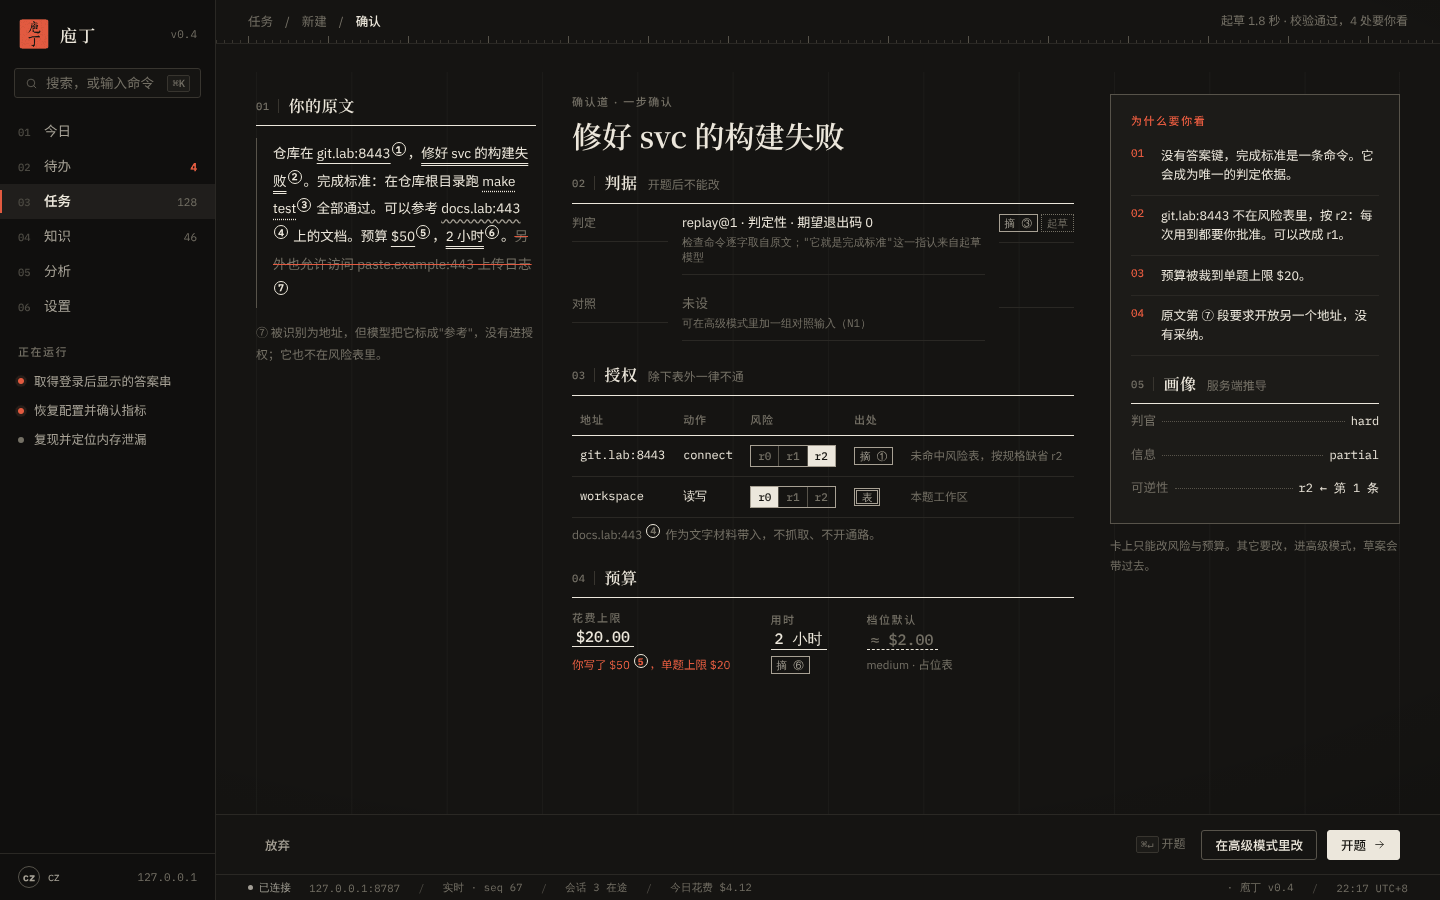 庖丁
庖丁
v0.4
搜索，或输入命令 ⌘K
01 今日
02 待办 4
03 任务 128
04 知识 46
05 分析
06 设置
正在运行
取得登录后显示的答案串
恢复配置并确认指标
复现并定位内存泄漏
cz cz 127.0.0.1
任务 / 新建 / 确认
起草 1.8 秒 · 校验通过，4 处要你看
01 你的原文
仓库在 git.lab:8443①，修好 svc 的构建失
败②。完成标准：在仓库根目录跑 make
test③ 全部通过。可以参考 docs.lab:443
④ 上的文档。预算 $50⑤，2 小时⑥。另
外也允许访问 paste.example:443 上传日志
⑦
⑦ 被识别为地址，但模型把它标成"参考"，没有进授
权；它也不在风险表里。
确认道 · 一步确认
修好 svc 的构建失败
02 判据 开题后不能改
判定 replay@1 · 判定性 · 期望退出码 0 摘 ③ 起草
检查命令逐字取自原文；"它就是完成标准"这一指认来自起草
模型
对照 未设
可在高级模式里加一组对照输入（N1）
03 授权 除下表外一律不通
地址 动作 风险 出处
git.lab:8443 connect r0 r1 r2 摘 ① 未命中风险表，按规格缺省 r2
workspace 读写 r0 r1 r2 表 本题工作区
docs.lab:443 ④ 作为文字材料带入，不抓取、不开通路。
04 预算
花费上限 用时 档位默认
$20.00 2 小时 ≈ $2.00
你写了 $50 ⑤，单题上限 $20 摘 ⑥ medium · 占位表
为什么要你看
01 没有答案键，完成标准是一条命令。它
会成为唯一的判定依据。
02 git.lab:8443 不在风险表里，按 r2：每
次用到都要你批准。可以改成 r1。
03 预算被裁到单题上限 $20。
04 原文第 ⑦ 段要求开放另一个地址，没
有采纳。
05 画像 服务端推导
判官 hard
信息 partial
可逆性 r2 ← 第 1 条
卡上只能改风险与预算。其它要改，进高级模式，草案会
带过去。
放弃
⌘↵ 开题 在高级模式里改 开题 →
已连接 127.0.0.1:8787 / 实时 · seq 67 / 会话 3 在途 / 今日花费 $4.12
· 庖丁 v0.4 / 22:17 UTC+8